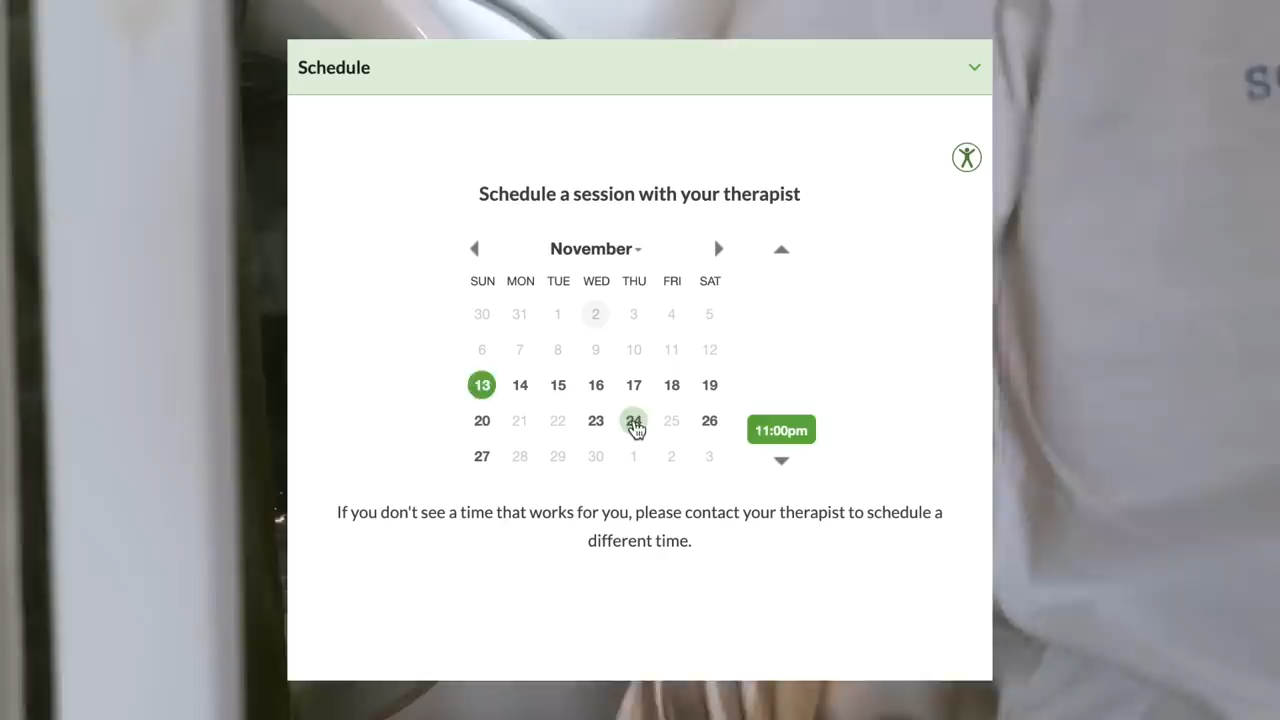 Schedule
Schedule a session with your therapist
November
SUN MON TUE WED THU FRI SAT
30 31 1 2 3 4 5
6 7 8 9 10 11 12
13 14 15 16 17 18 19
20 21 22 23 24 25 26
11:00pm
27 28 29 30 1 2 3
If you don't see a time that works for you, please contact your therapist to schedule a
different time.